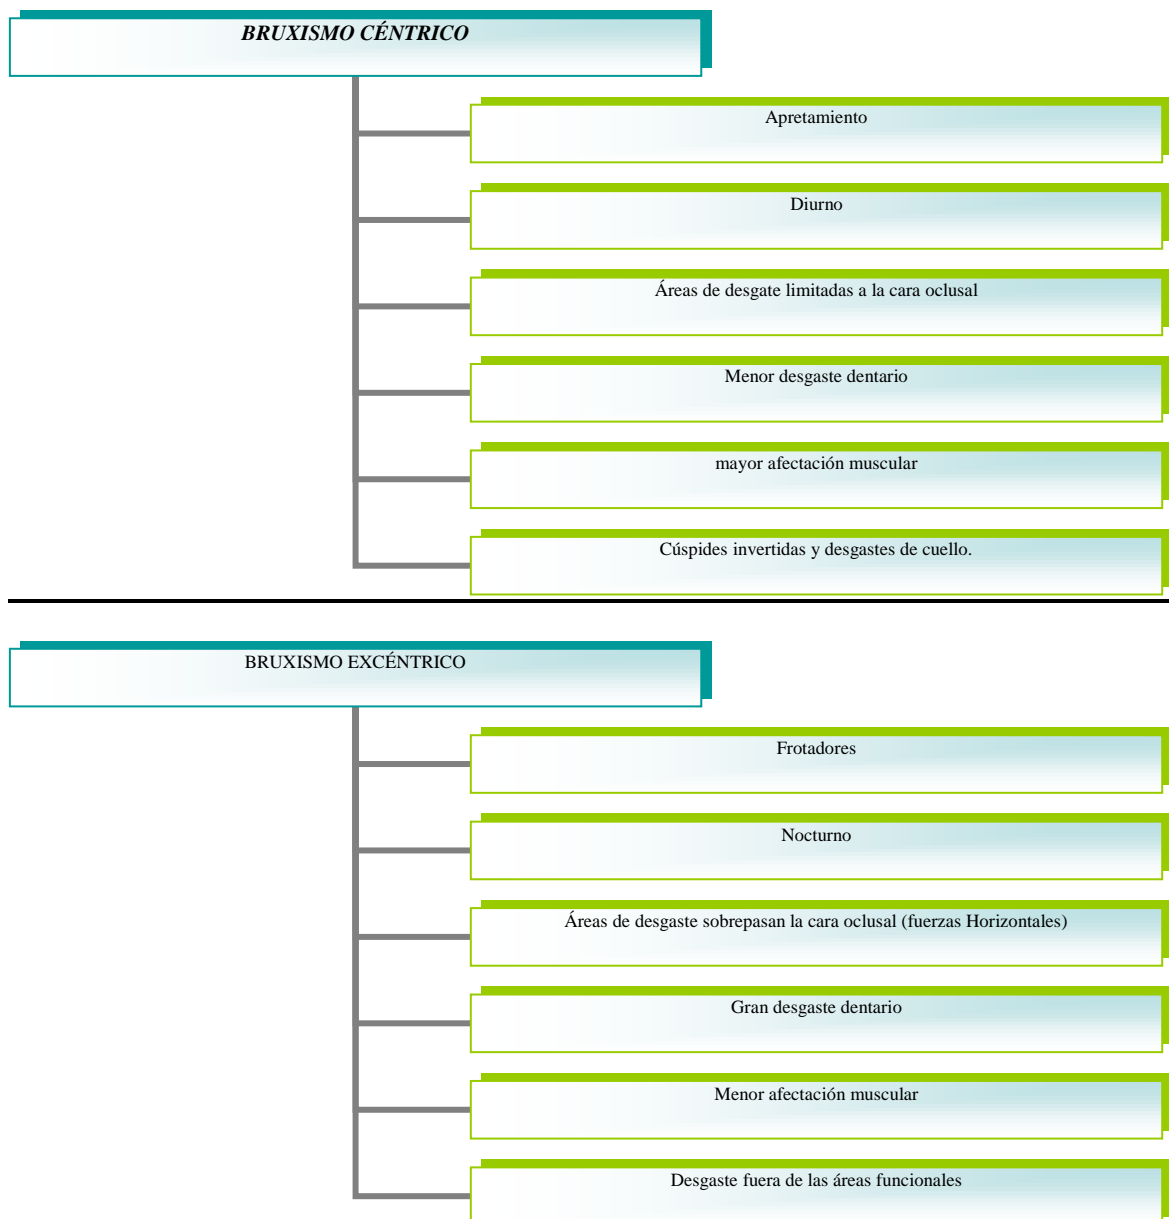 BRUXISMO CÉNTRICO
Apretamiento
Diurno
Áreas de desgate limitadas a la cara oclusal
Menor desgaste dentario
mayor afectación muscular
Cúspides invertidas y desgastes de cuello.
BRUXISMO EXCÉNTRICO
Frotadores
Nocturno
Áreas de desgaste sobrepasan la cara oclusal (fuerzas Horizontales)
Gran desgaste dentario
Menor afectación muscular
Desgaste fuera de las áreas funcionales